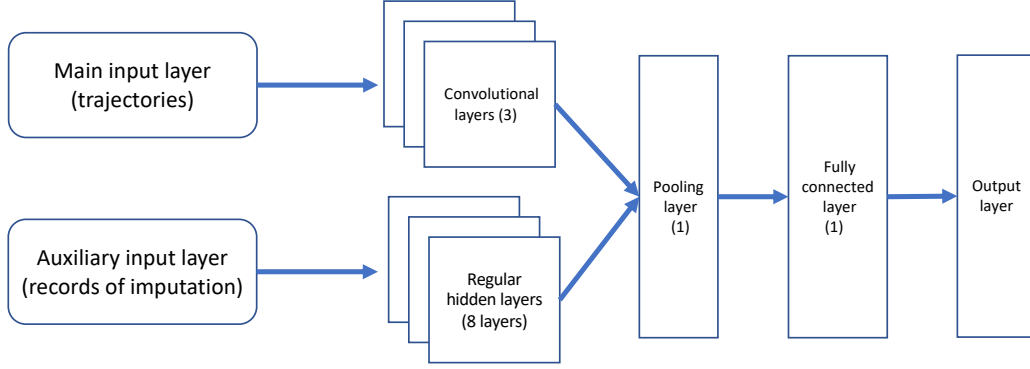 Main input layer
(trajectories)
Convolutional
layers (3)
Auxiliary input layer
(records of imputation)
Regular
hidden layers
(8 layers)
Pooling
layer
(1)
Fully
connected
layer
(1)
Output
layer